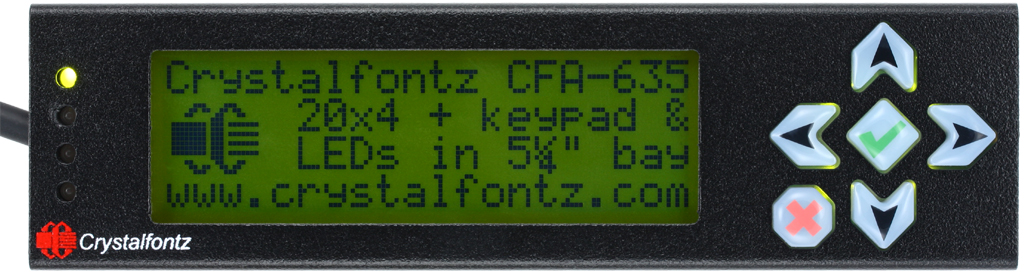 Crystalfontz CFA-635
20x4 + keypad &
LEDs in 5¼" bay
www.crystalfontz.com
Crystalfontz